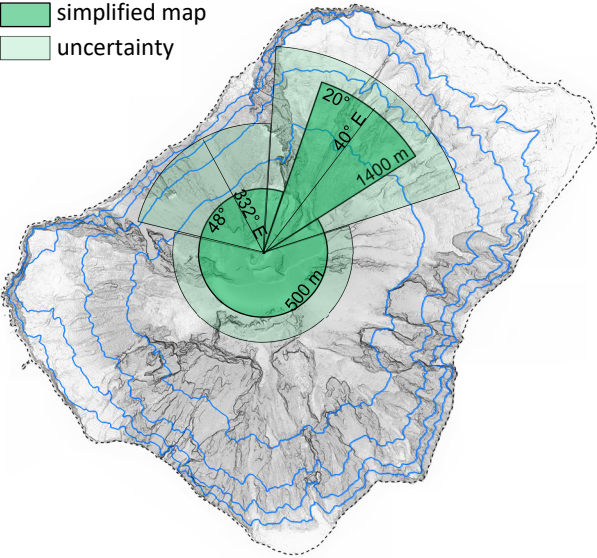 simplified map
uncertainty
20°
40° E
1400 m
332° E
48°
500 m